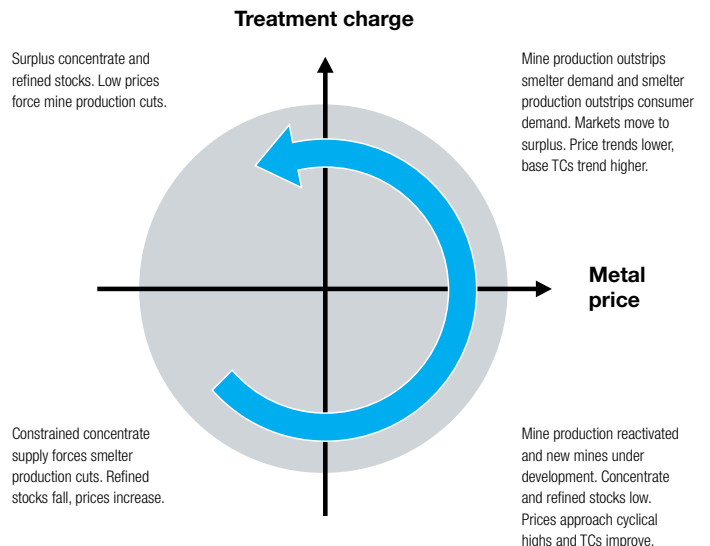 Treatment charge
Surplus concentrate and
refined stocks. Low prices
force mine production cuts.
Mine production outstrips
smelter demand and smelter
production outstrips consumer
demand. Markets move to
surplus. Price trends lower,
base TCs trend higher.
Metal
price
Constrained concentrate
supply forces smelter
production cuts. Refined
stocks fall, prices increase.
Mine production reactivated
and new mines under
development. Concentrate
and refined stocks low.
Prices approach cyclical
highs and TCs improve.